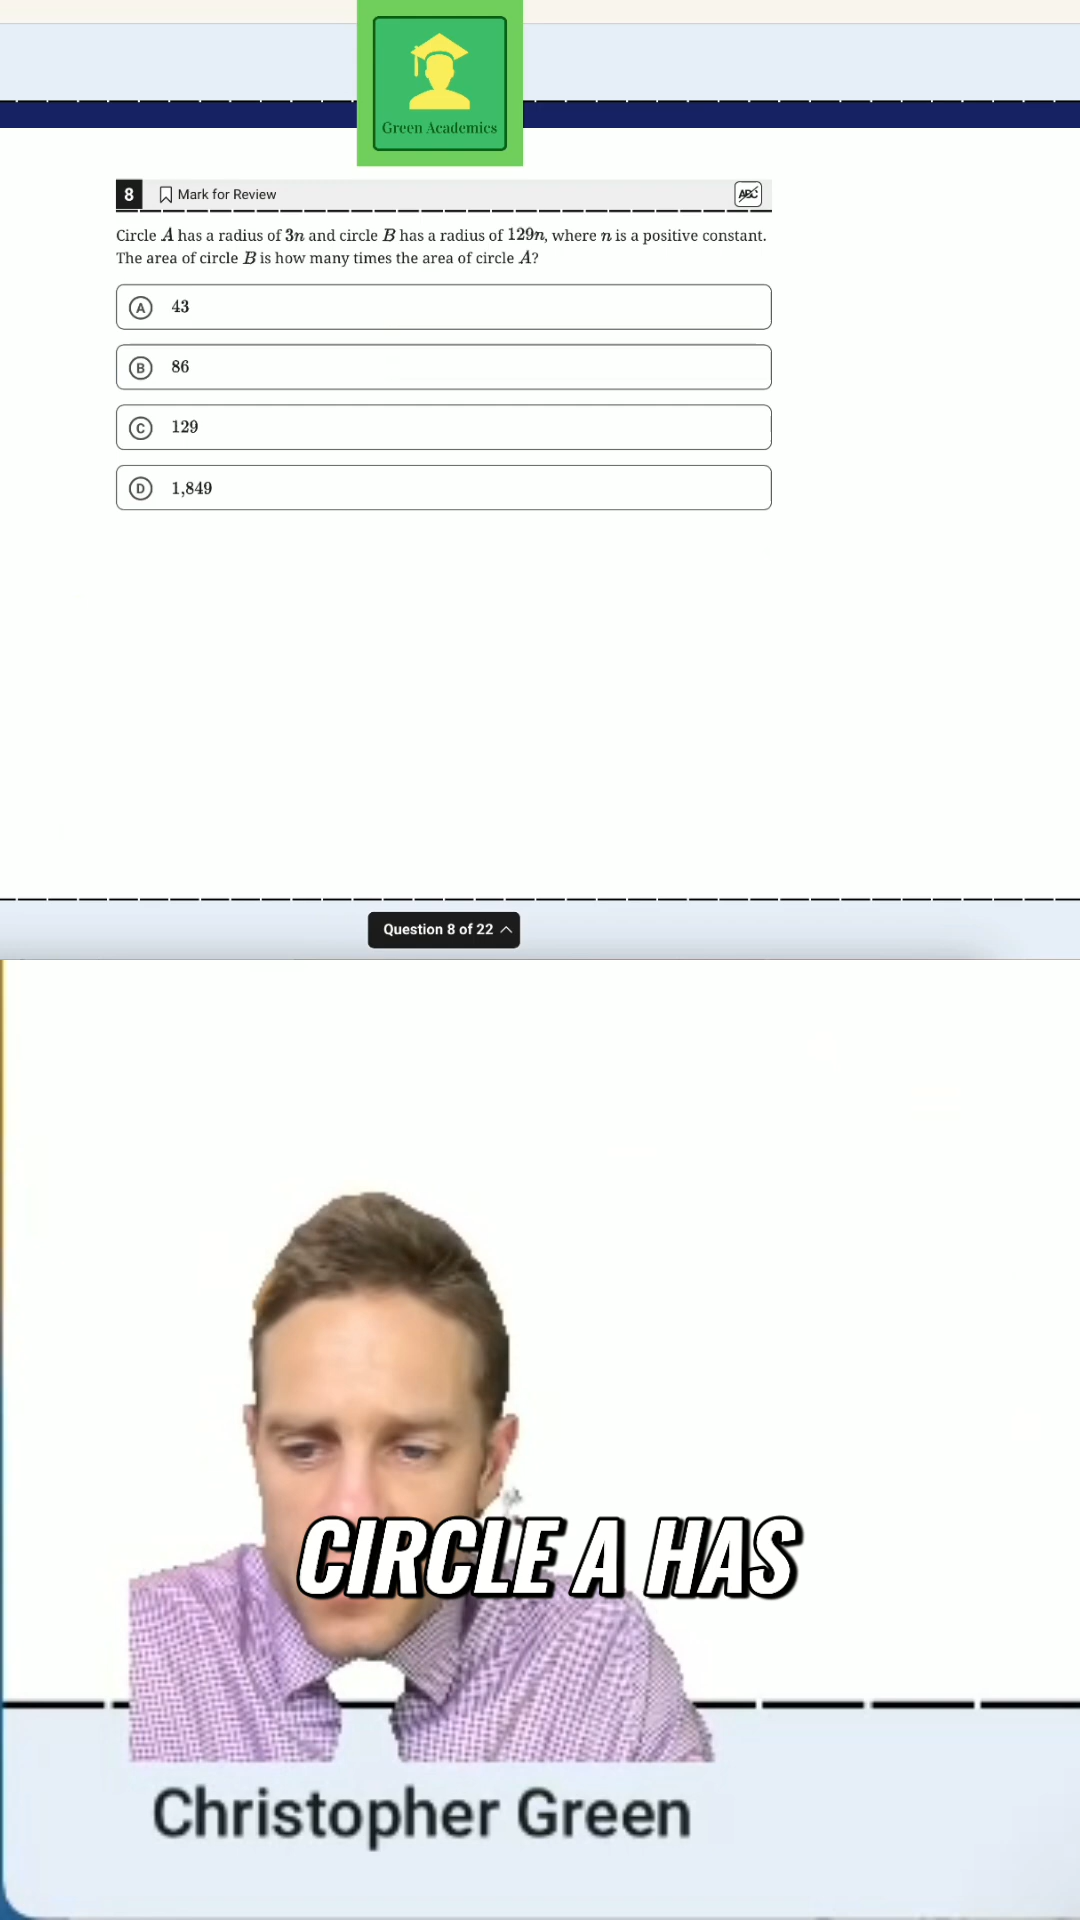 Green Academics
8 Mark for Review ABC
Circle A has a radius of 3n and circle B has a radius of 129n, where n is a positive constant.
The area of circle B is how many times the area of circle A?
A 43
B 86
C 129
D 1,849
Question 8 of 22
CIRCLE A HAS
Christopher Green